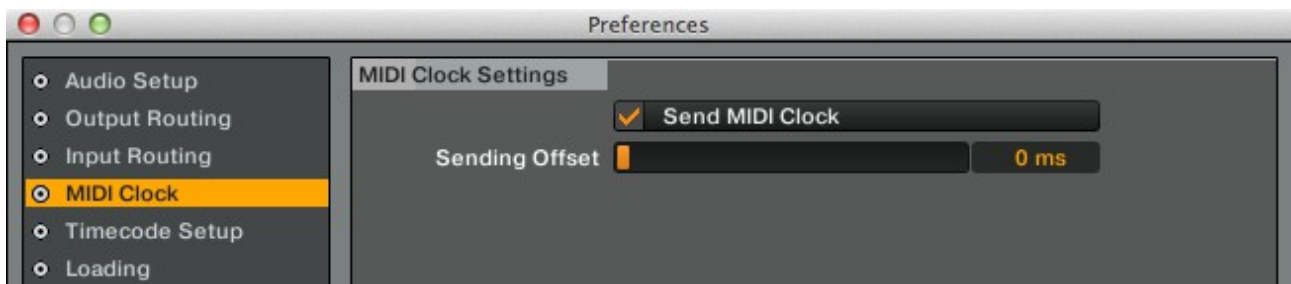 Preferences
Audio Setup
Output Routing
Input Routing
MIDI Clock
Timecode Setup
Loading
MIDI Clock Settings
Send MIDI Clock
Sending Offset 0 ms